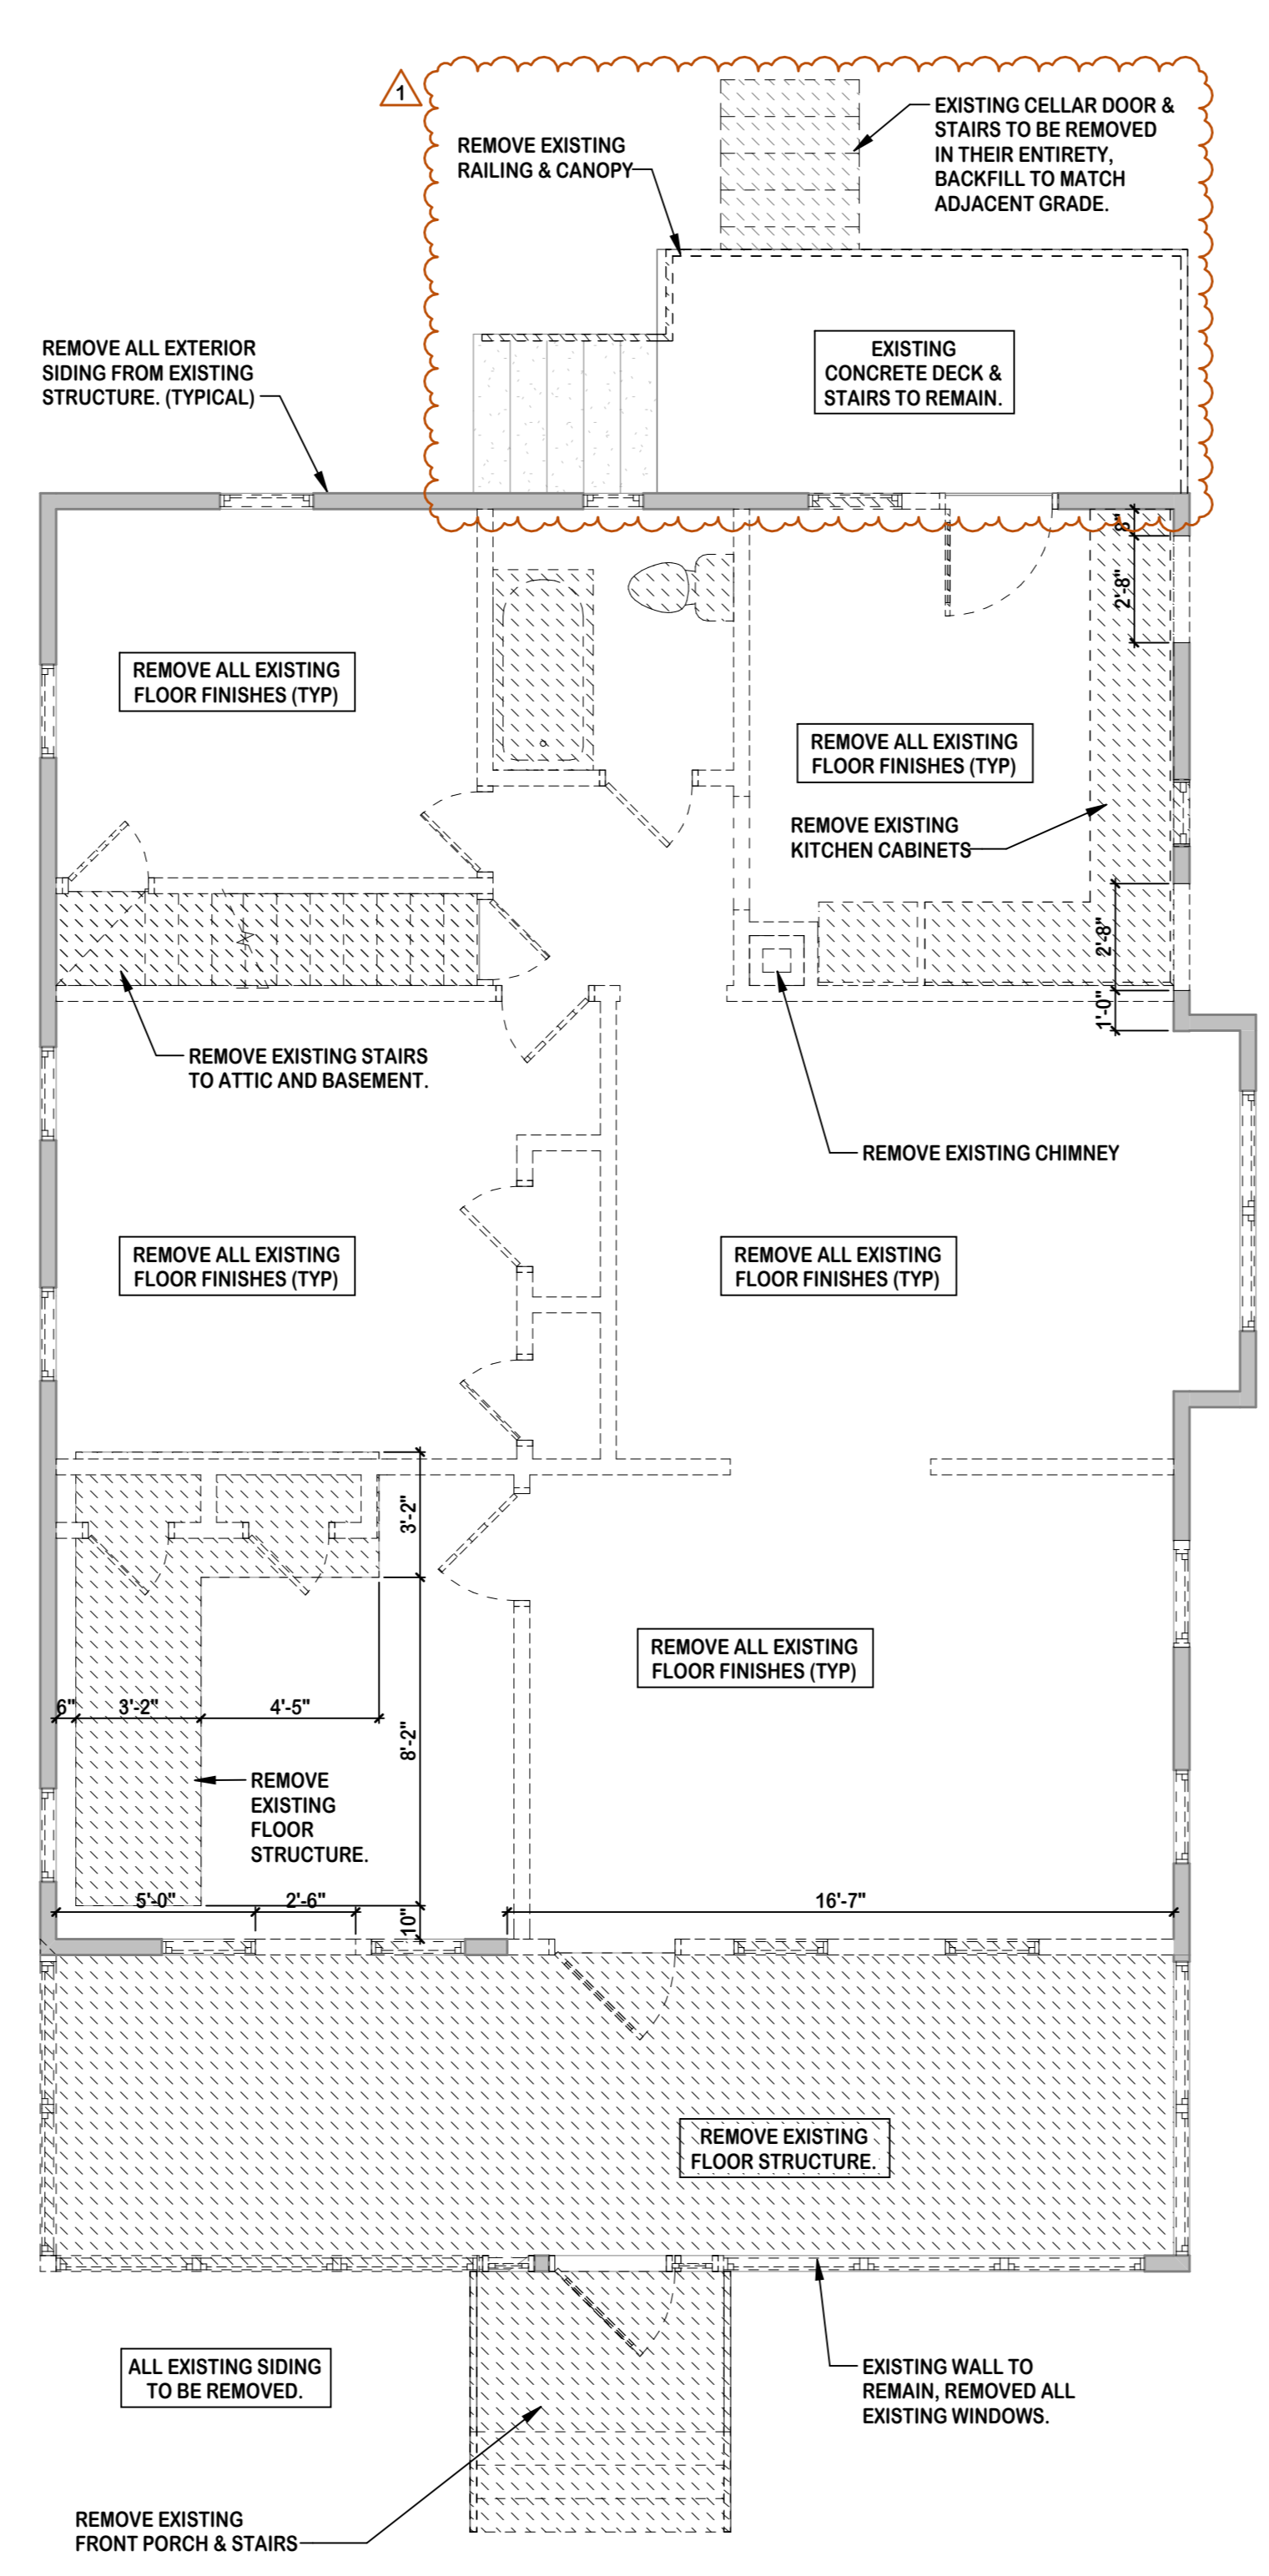 1
EXISTING CELLAR DOOR &
STAIRS TO BE REMOVED
IN THEIR ENTIRETY,
BACKFILL TO MATCH
ADJACENT GRADE.
REMOVE EXISTING
RAILING & CANOPY
REMOVE ALL EXTERIOR
SIDING FROM EXISTING
STRUCTURE. (TYPICAL)
EXISTING
CONCRETE DECK &
STAIRS TO REMAIN.
8"
2'-8"
REMOVE ALL EXISTING
FLOOR FINISHES (TYP)
REMOVE ALL EXISTING
FLOOR FINISHES (TYP)
REMOVE EXISTING
KITCHEN CABINETS
2'-8"
1'-0"
REMOVE EXISTING STAIRS
TO ATTIC AND BASEMENT.
REMOVE EXISTING CHIMNEY
REMOVE ALL EXISTING
FLOOR FINISHES (TYP)
REMOVE ALL EXISTING
FLOOR FINISHES (TYP)
3'-2"
REMOVE ALL EXISTING
FLOOR FINISHES (TYP)
6"
3'-2"
4'-5"
8'-2"
REMOVE
EXISTING
FLOOR
STRUCTURE.
5'-0"
2'-6"
10"
16'-7"
REMOVE EXISTING
FLOOR STRUCTURE.
ALL EXISTING SIDING
TO BE REMOVED.
EXISTING WALL TO
REMAIN, REMOVED ALL
EXISTING WINDOWS.
REMOVE EXISTING
FRONT PORCH & STAIRS